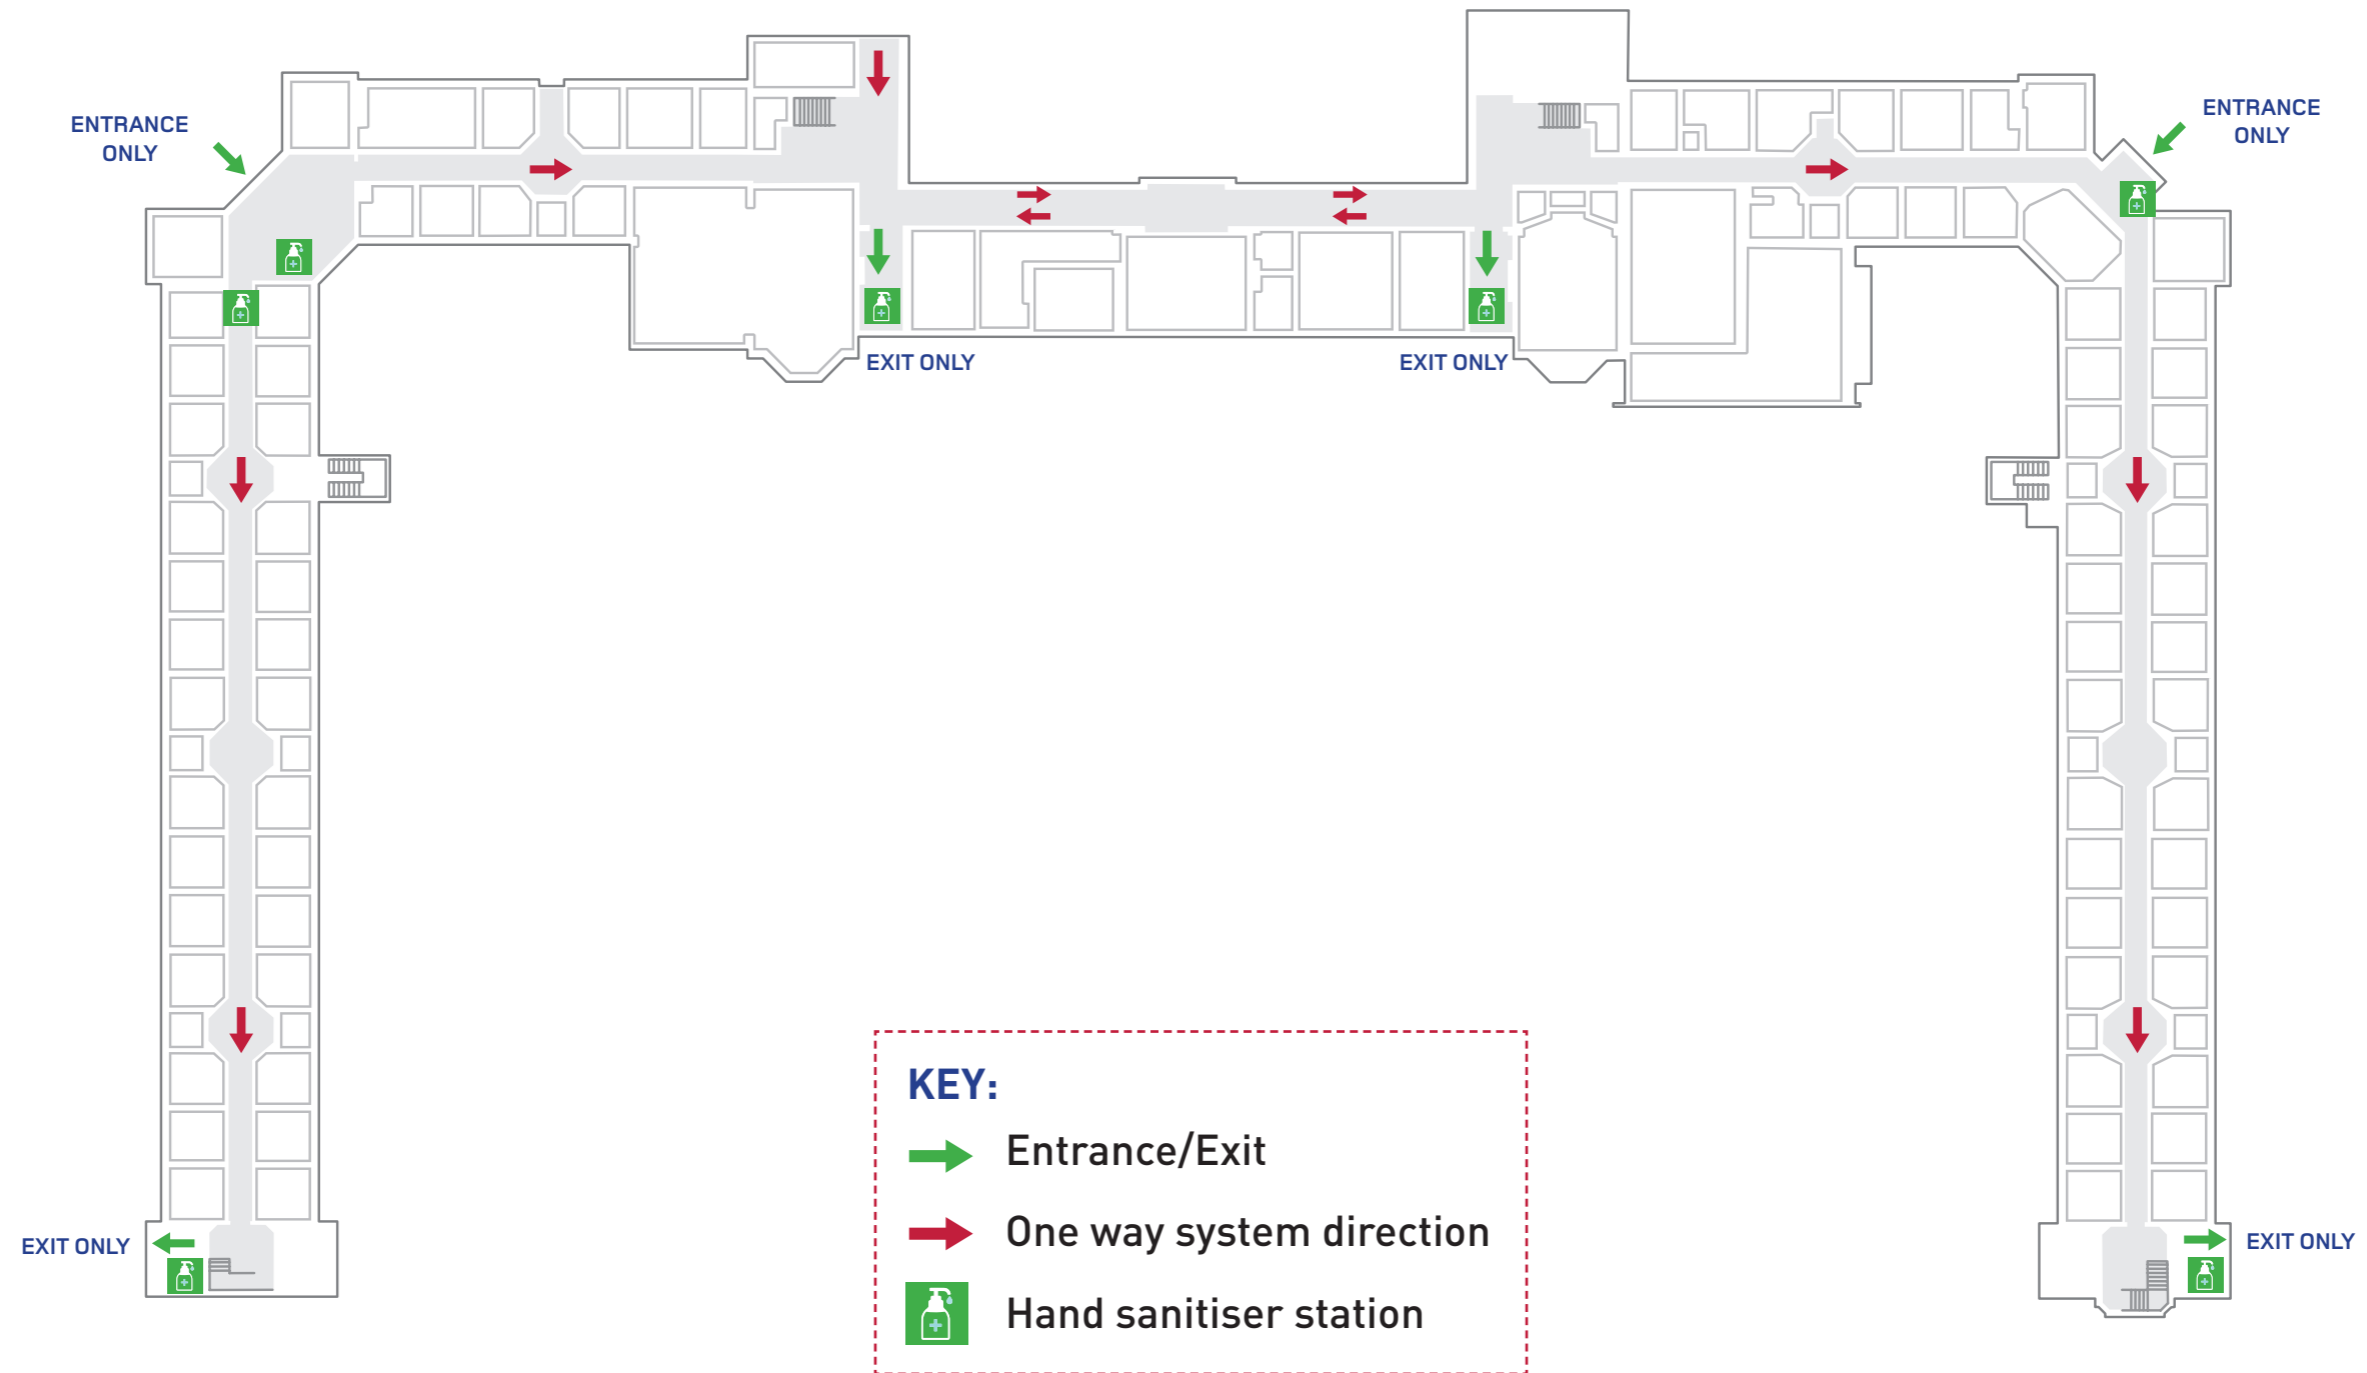 ENTRANCE
ONLY
ENTRANCE
ONLY
EXIT ONLY
EXIT ONLY
KEY:
Entrance/Exit
One way system direction
Hand sanitiser station
EXIT ONLY
EXIT ONLY